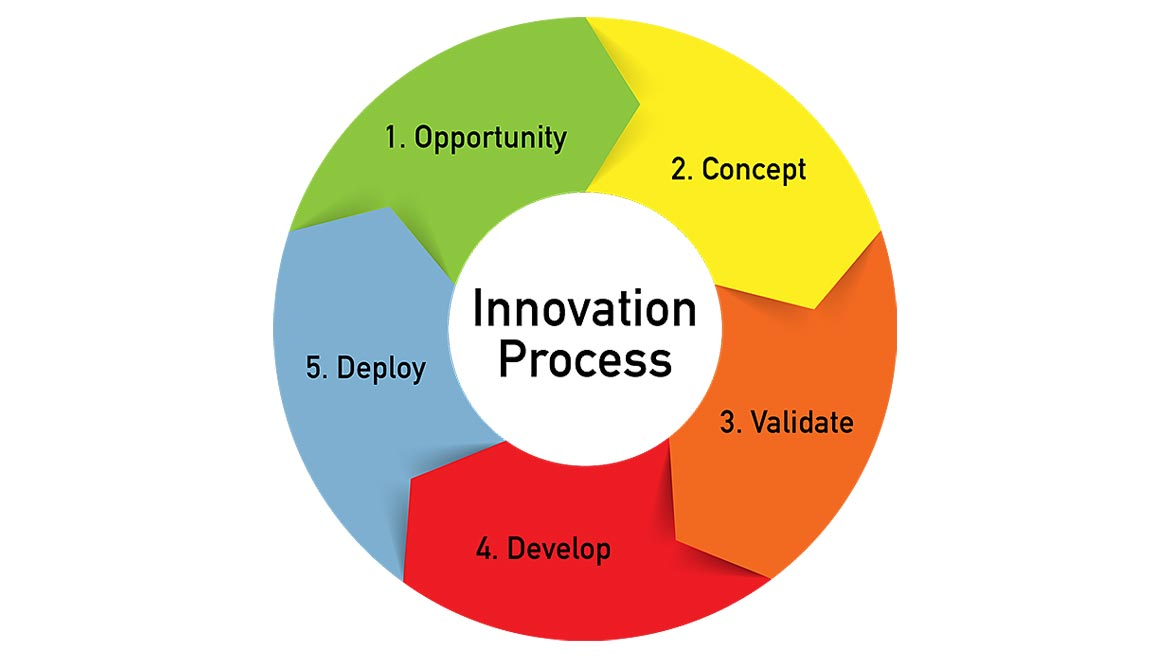 Innovation
Process
1. Opportunity
2. Concept
3. Validate
4. Develop
5. Deploy